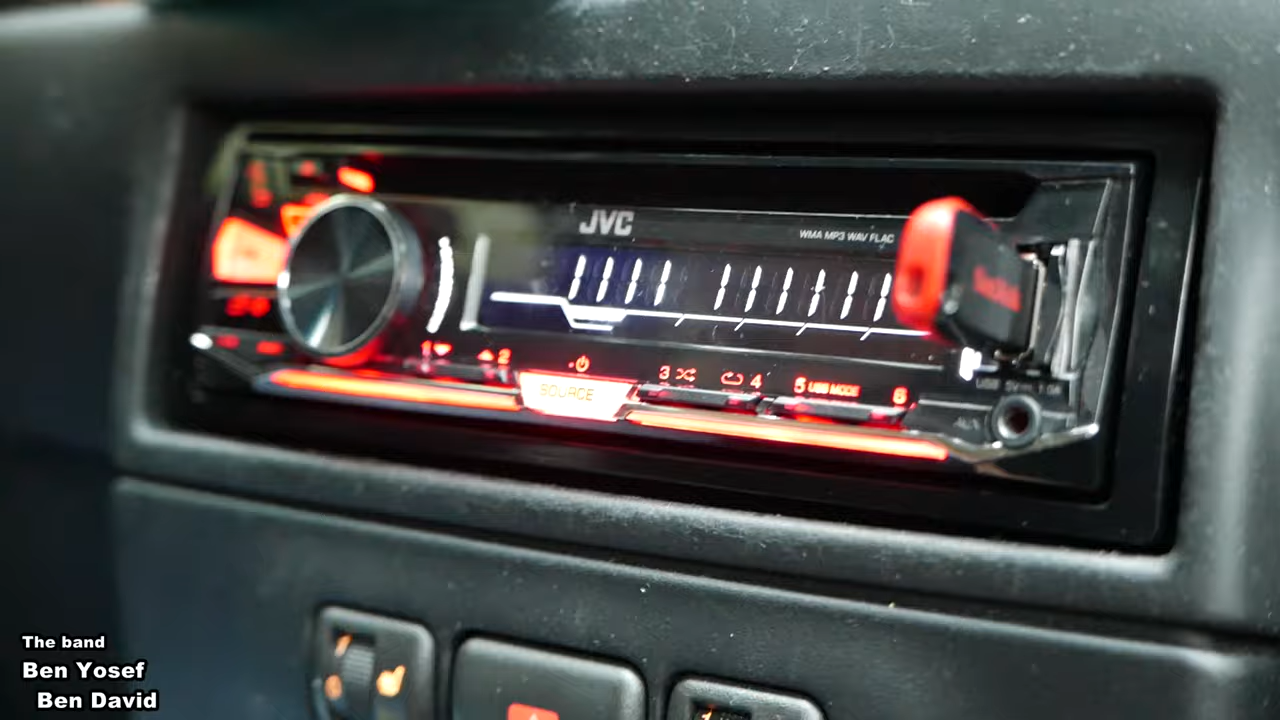 JVC
WMA MP3 WAV FLAC
1 2
3 4
5 USB MODE 6
SOURCE
AUX
The band
Ben Yosef
Ben David